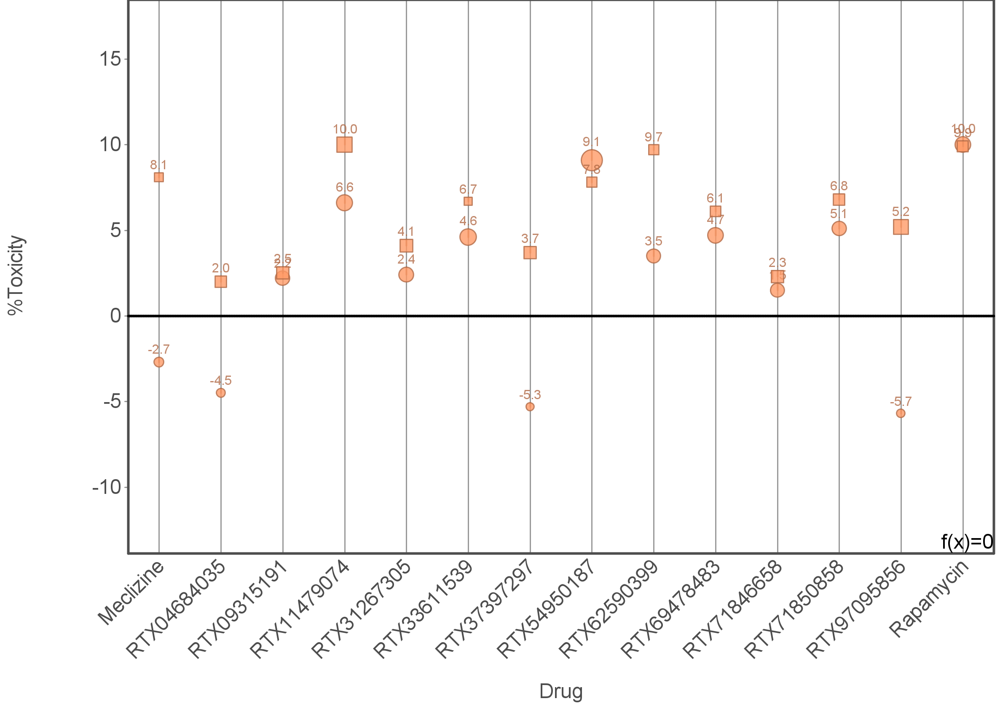 %Toxicity
15
10
5
0
-5
-10
8.1
-2.7
2.0
-4.5
2.5
2.2
10.0
6.6
4.1
2.4
6.7
4.6
3.7
-5.3
9.1
7.8
9.7
3.5
6.1
4.7
2.3
6.8
5.1
5.2
-5.7
10.0
9.9
f(x)=0
Meclizine
RTX04684035
RTX09315191
RTX11479074
RTX31267305
RTX33611539
RTX37397297
RTX54950187
RTX62590399
RTX69478483
RTX71846658
RTX71850858
RTX97095856
Rapamycin
Drug